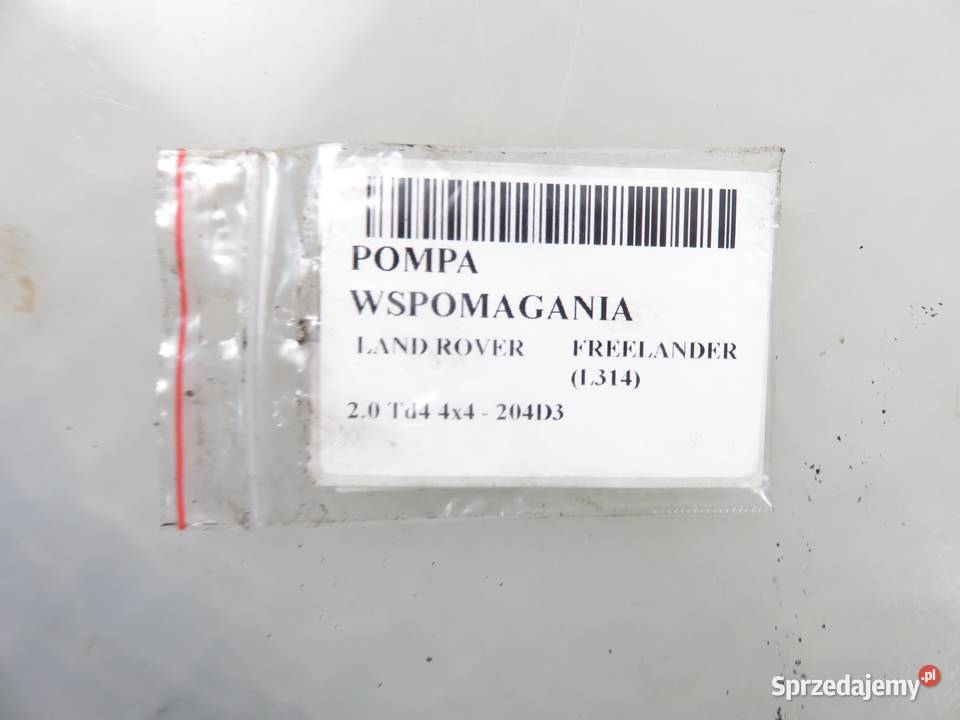 POMPA
WSPOMAGANIA
LAND ROVER FREELANDER
(L314)
2.0 Td4 4x4 - 204D3
Sprzedajemy.pl